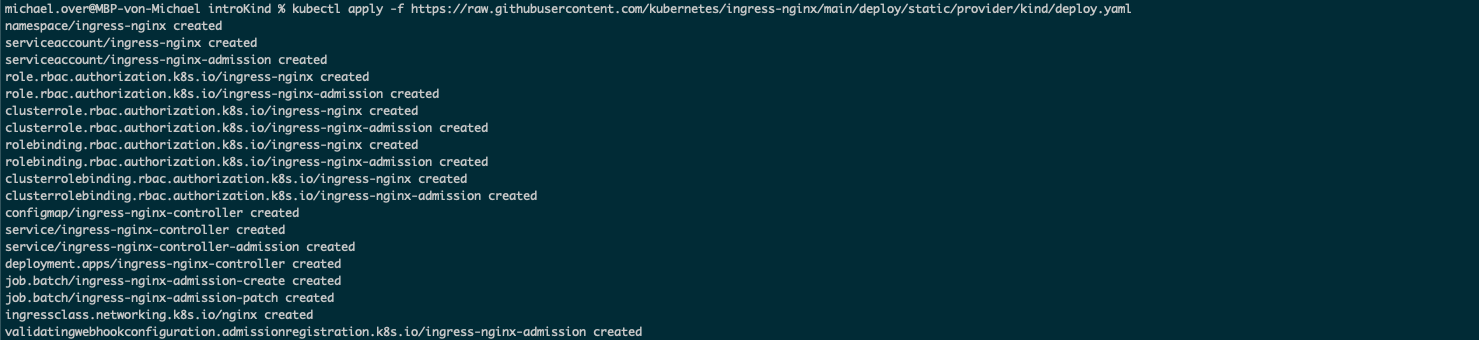 michael.over@MBP-von-Michael introKind % kubectl apply -f https://raw.githubusercontent.com/kubernetes/ingress-nginx/main/deploy/static/provider/kind/deploy.yaml
namespace/ingress-nginx created
serviceaccount/ingress-nginx created
serviceaccount/ingress-nginx-admission created
role.rbac.authorization.k8s.io/ingress-nginx created
role.rbac.authorization.k8s.io/ingress-nginx-admission created
clusterrole.rbac.authorization.k8s.io/ingress-nginx created
clusterrole.rbac.authorization.k8s.io/ingress-nginx-admission created
rolebinding.rbac.authorization.k8s.io/ingress-nginx created
rolebinding.rbac.authorization.k8s.io/ingress-nginx-admission created
clusterrolebinding.rbac.authorization.k8s.io/ingress-nginx created
clusterrolebinding.rbac.authorization.k8s.io/ingress-nginx-admission created
configmap/ingress-nginx-controller created
service/ingress-nginx-controller created
service/ingress-nginx-controller-admission created
deployment.apps/ingress-nginx-controller created
job.batch/ingress-nginx-admission-create created
job.batch/ingress-nginx-admission-patch created
ingressclass.networking.k8s.io/nginx created
validatingwebhookconfiguration.admissionregistration.k8s.io/ingress-nginx-admission created